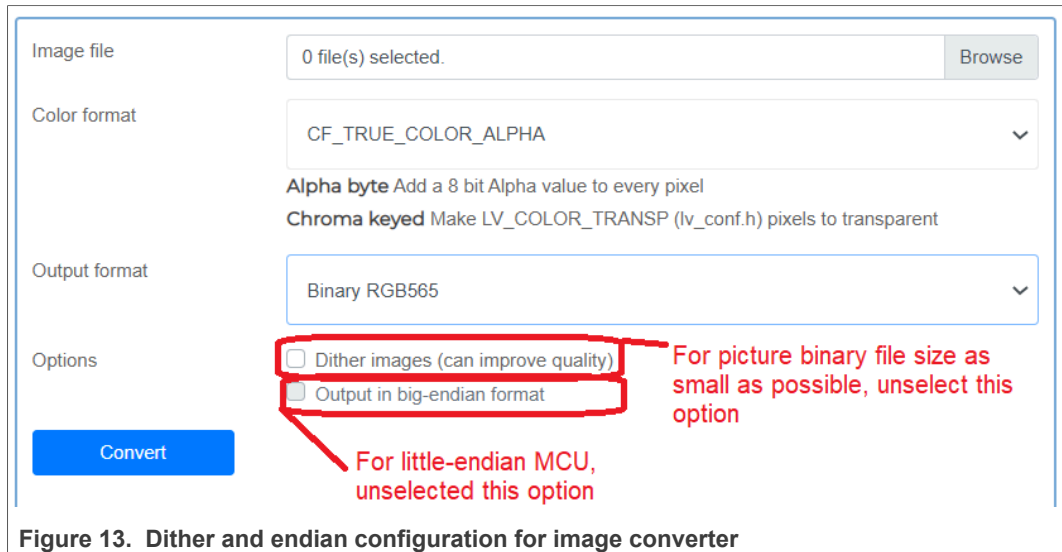 Image file
0 file(s) selected.
Browse
Color format
CF_TRUE_COLOR_ALPHA
Alpha byte Add a 8 bit Alpha value to every pixel
Chroma keyed Make LV_COLOR_TRANSP (lv_conf.h) pixels to transparent
Output format
Binary RGB565
Options
Dither images (can improve quality)
Output in big-endian format
For picture binary file size as
small as possible, unselect this
option
Convert
For little-endian MCU,
unselected this option
Figure 13. Dither and endian configuration for image converter